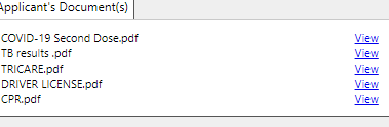 Applicant's Document(s)
COVID-19 Second Dose.pdf View
TB results .pdf View
TRICARE.pdf View
DRIVER LICENSE.pdf View
CPR.pdf View